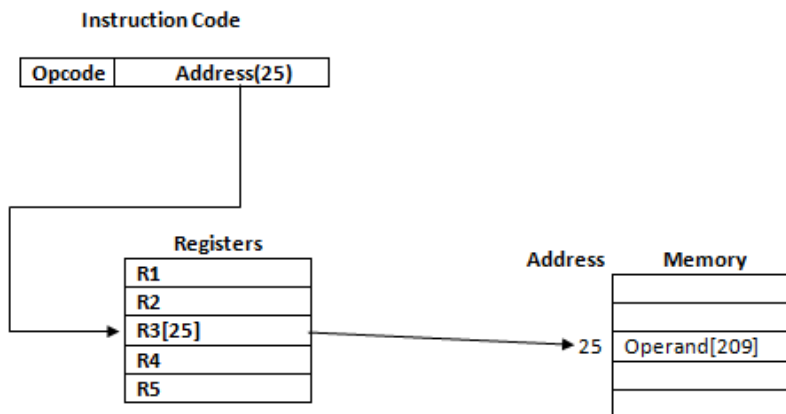 Instruction Code
Opcode Address(25)
Registers
R1
R2
R3[25]
R4
R5
Address Memory
25 Operand[209]